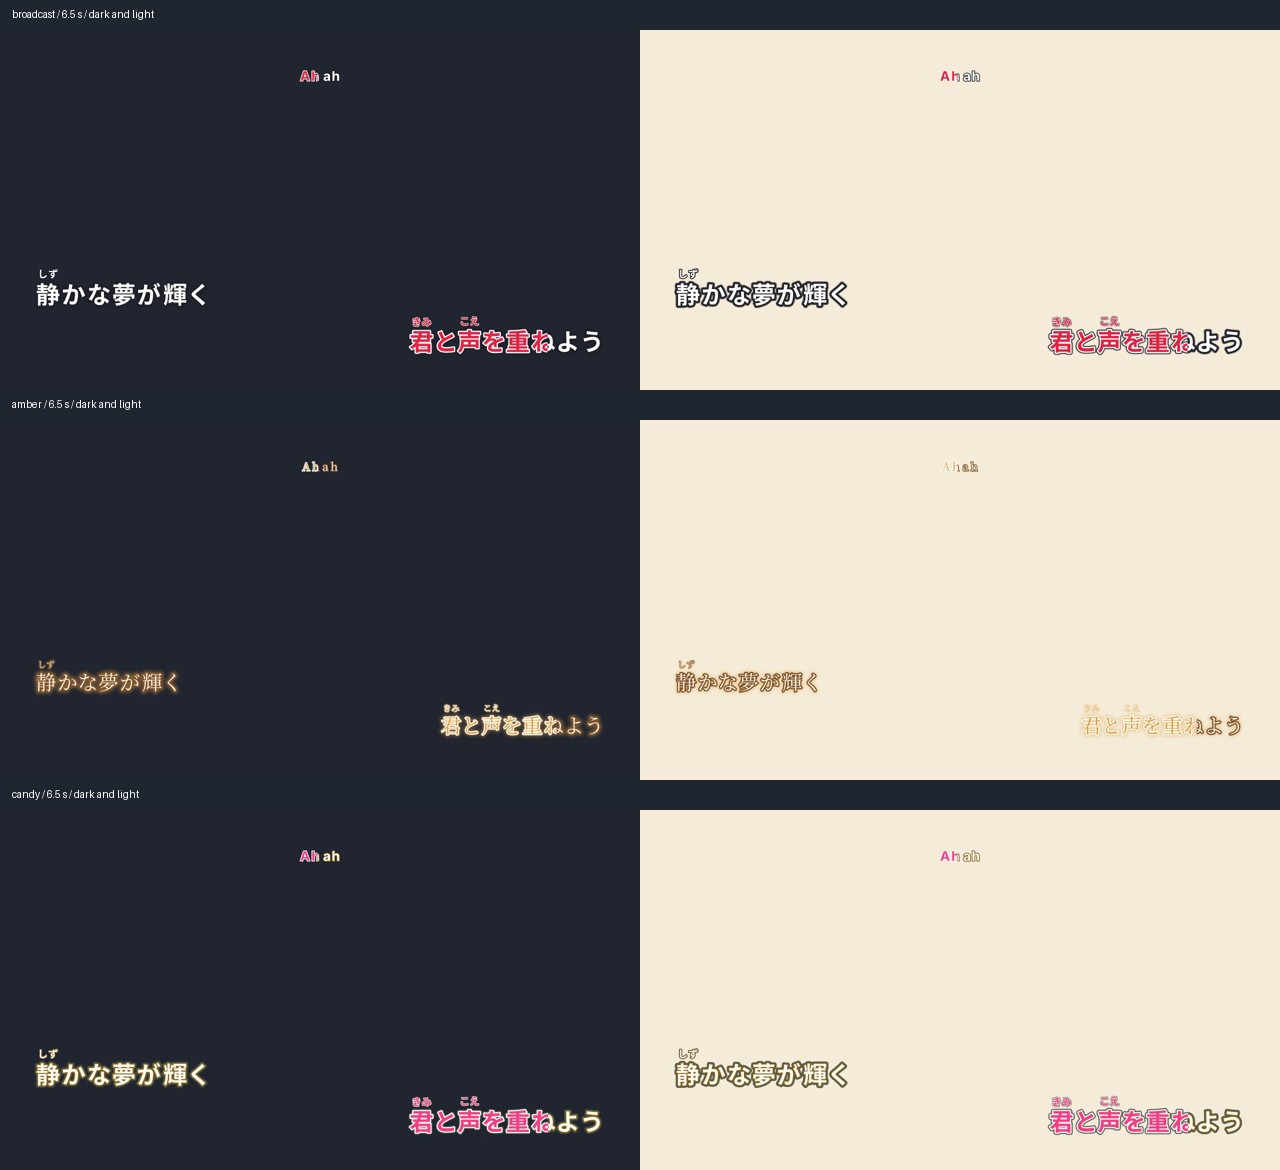 broadcast / 6.5 s / dark and light
Ah ah
Ah ah
しず
静かな夢が輝く
きみ こえ
君と声を重ねよう
しず
静かな夢が輝く
きみ こえ
君と声を重ねよう
amber / 6.5 s / dark and light
Ah ah
Ah ah
しず
静かな夢が輝く
きみ こえ
君と声を重ねよう
しず
静かな夢が輝く
きみ こえ
君と声を重ねよう
candy / 6.5 s / dark and light
Ah ah
Ah ah
しず
静かな夢が輝く
きみ こえ
君と声を重ねよう
しず
静かな夢が輝く
きみ こえ
君と声を重ねよう